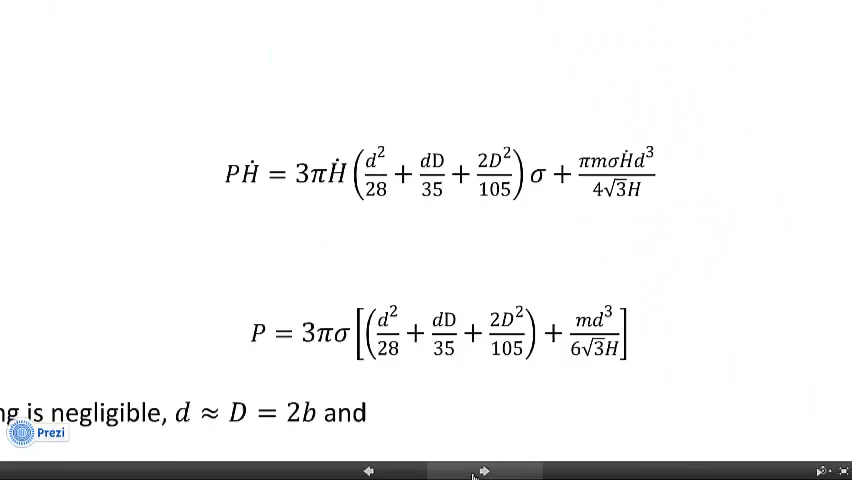 PḢ = 3πḢ (d²/28 + dD/35 + 2D²/105) σ + πmσḢd³/4√3H
P = 3πσ [(d²/28 + dD/35 + 2D²/105) + md³/6√3H]
ng is negligible, d ≈ D = 2b and
Prezi